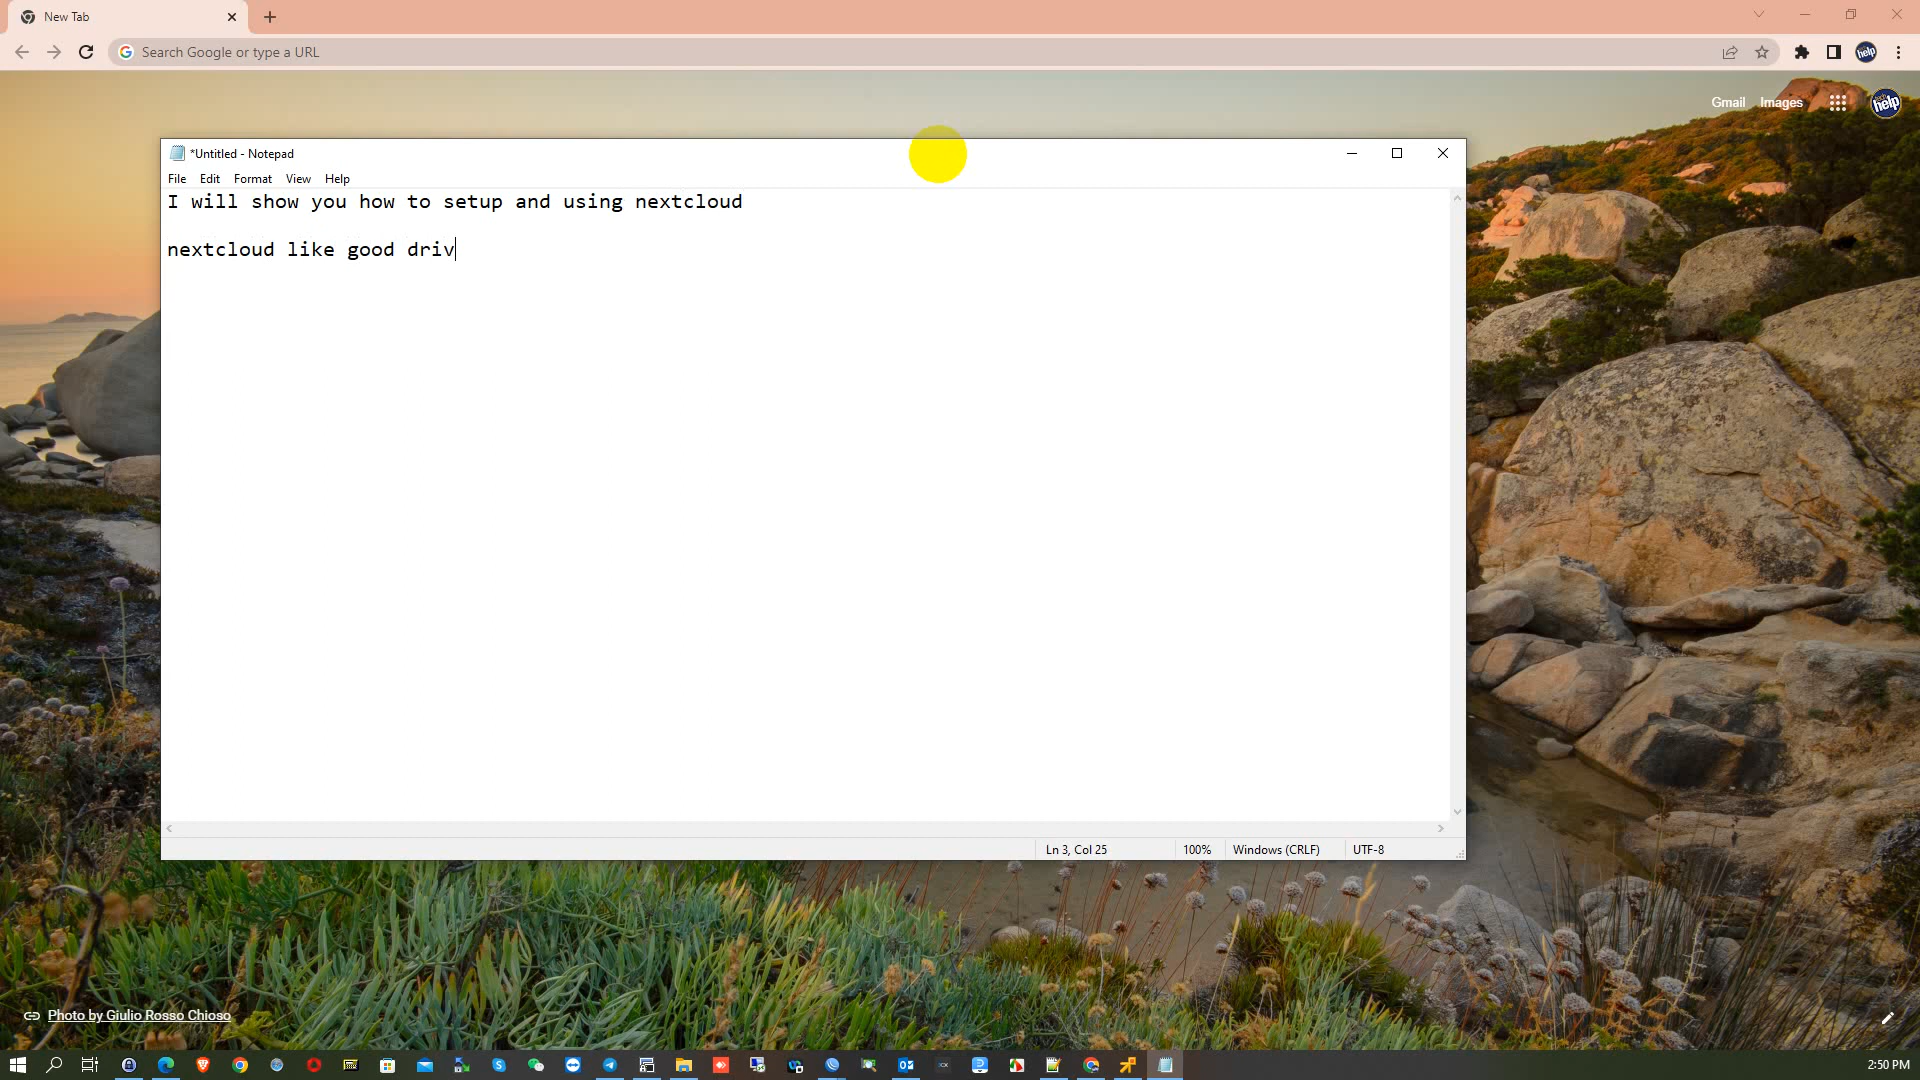 New Tab
Search Google or type a URL
help
Gmail Images
help
*Untitled - Notepad
File Edit Format View Help
I will show you how to setup and using nextcloud
nextcloud like good driv
Ln 3, Col 25 100% Windows (CRLF) UTF-8
Photo by Giulio Rosso Chioso
2:50 PM